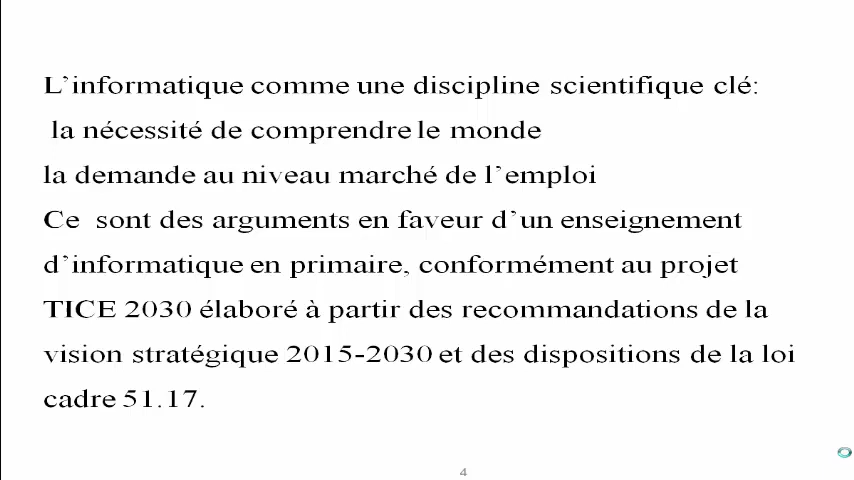 L’informatique comme une discipline scientifique clé:
la nécessité de comprendre le monde
la demande au niveau marché de l’emploi
Ce sont des arguments en faveur d’un enseignement
d’informatique en primaire, conformément au projet
TICE 2030 élaboré à partir des recommandations de la
vision stratégique 2015-2030 et des dispositions de la loi
cadre 51.17.
4